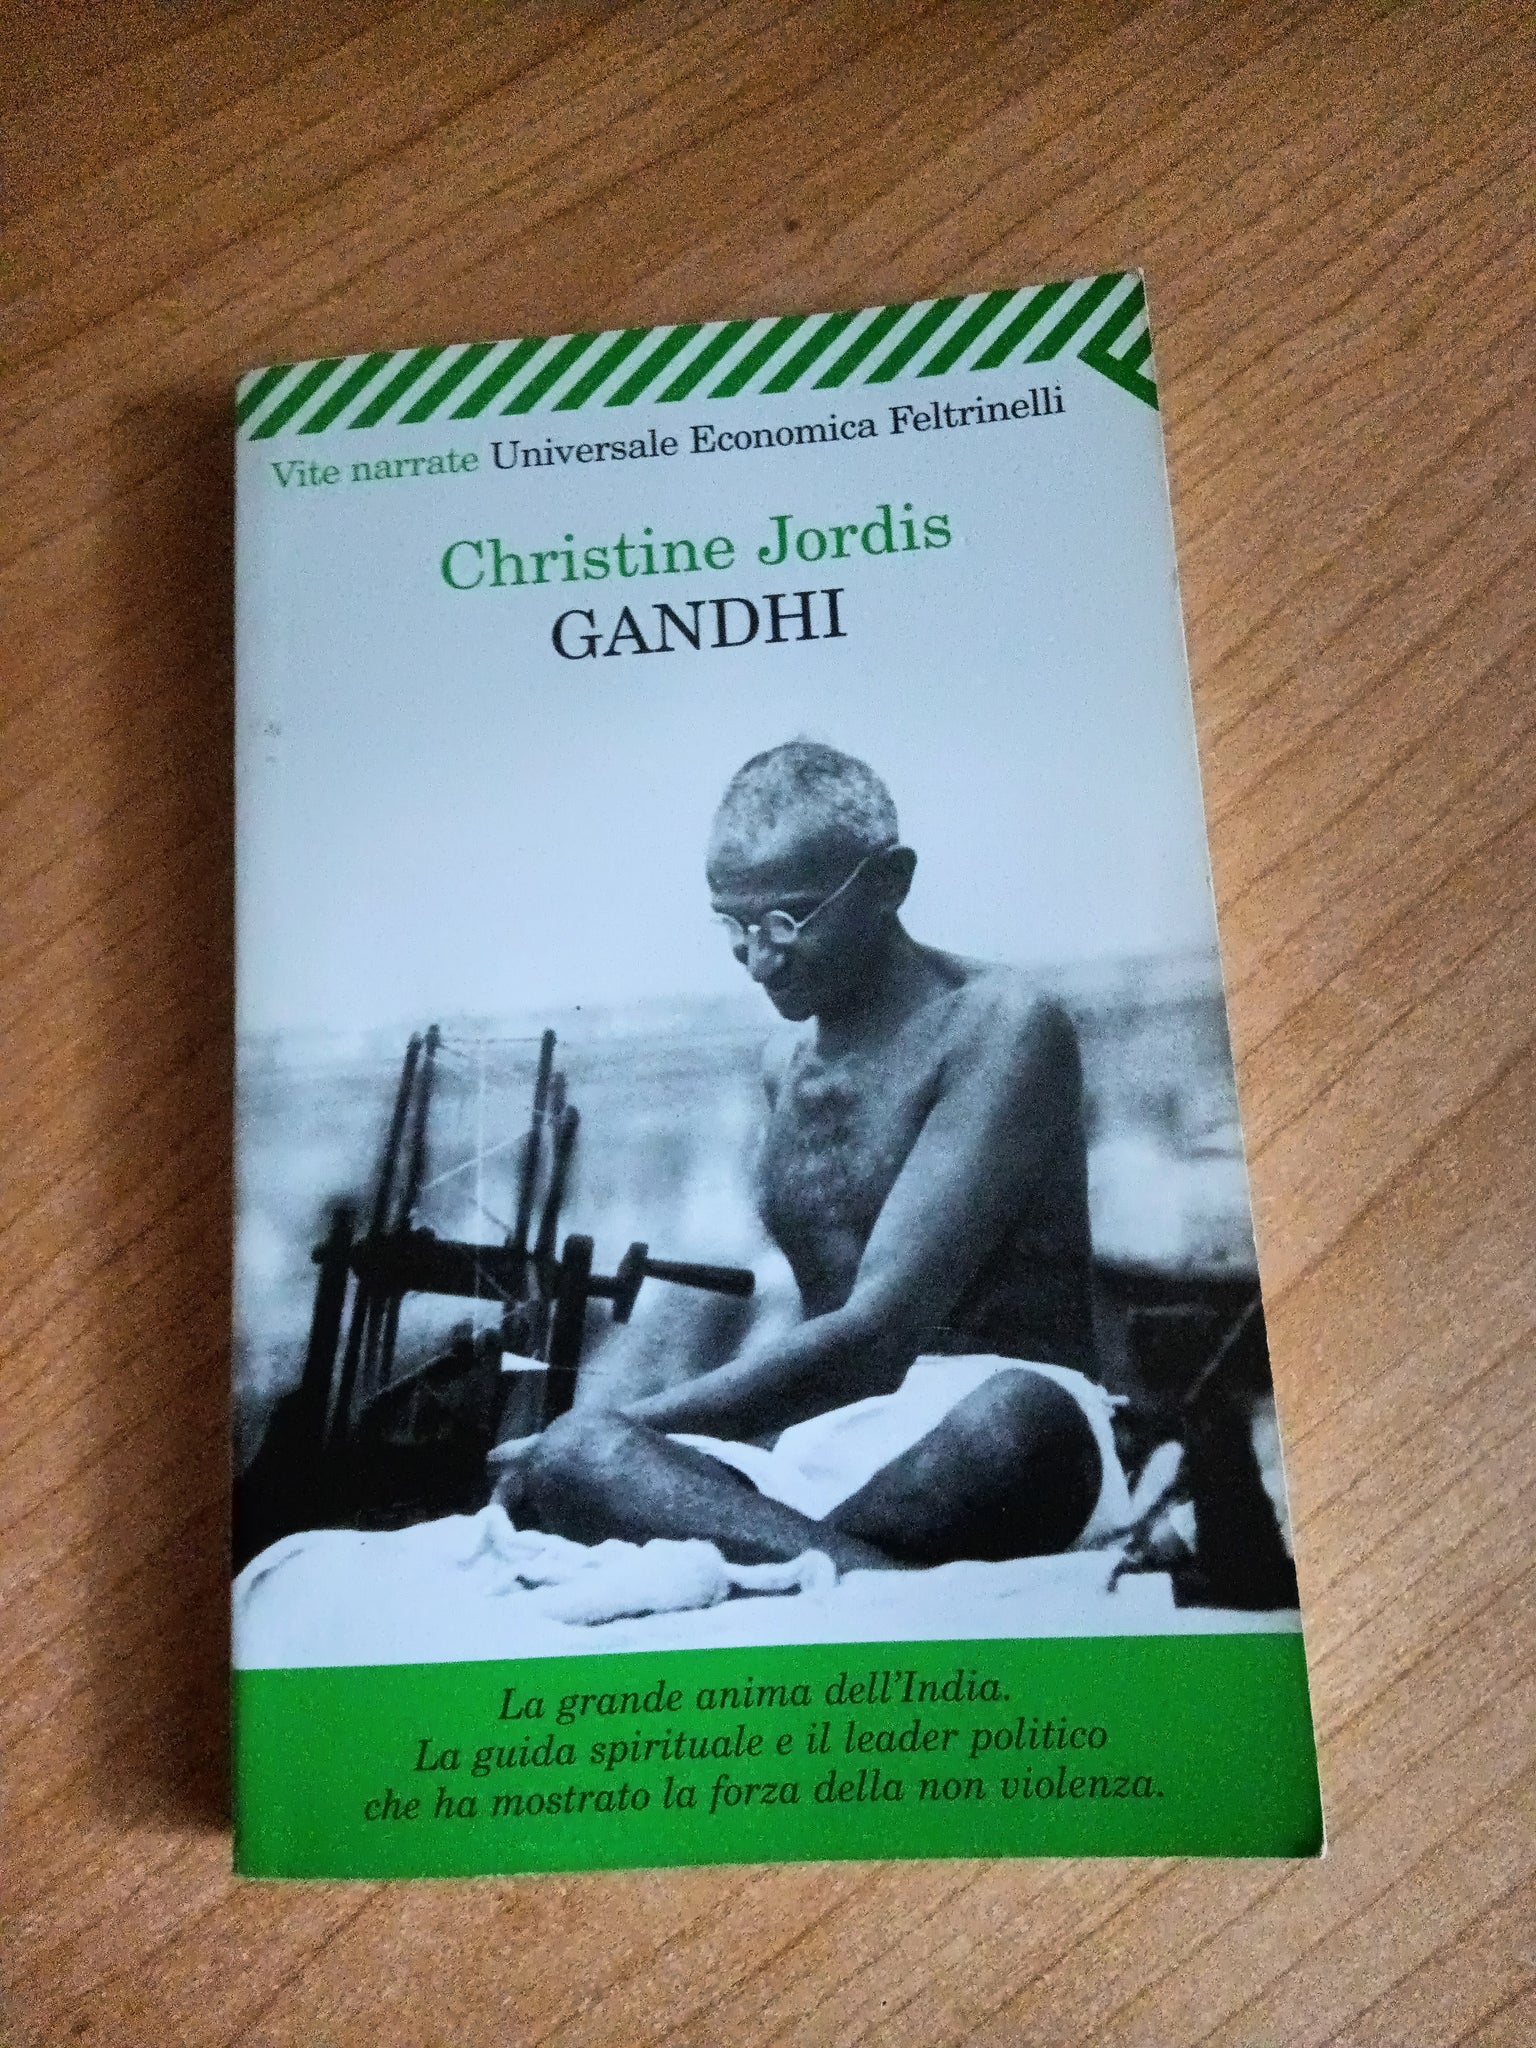 Vite narrate Universale Economica Feltrinelli
Christine Jordis
GANDHI
La grande anima dell'India.
La guida spirituale e il leader politico
che ha mostrato la forza della non violenza.